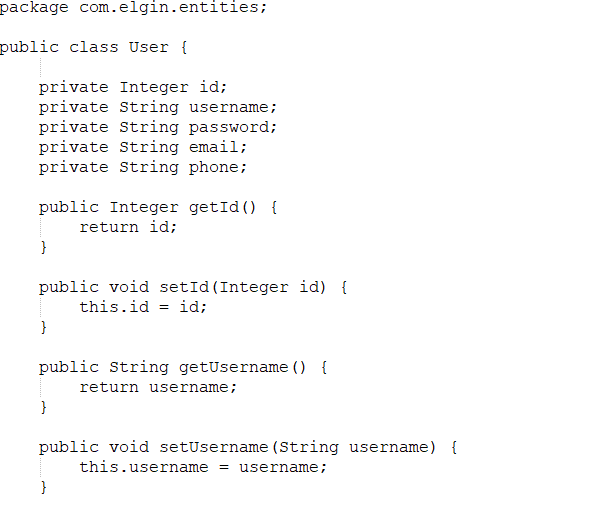 package com.elgin.entities;
public class User {
private Integer id;
private String username;
private String password;
private String email;
private String phone;
public Integer getId() {
return id;
}
public void setId(Integer id) {
this.id = id;
}
public String getUsername() {
return username;
}
public void setUsername(String username) {
this.username = username;
}